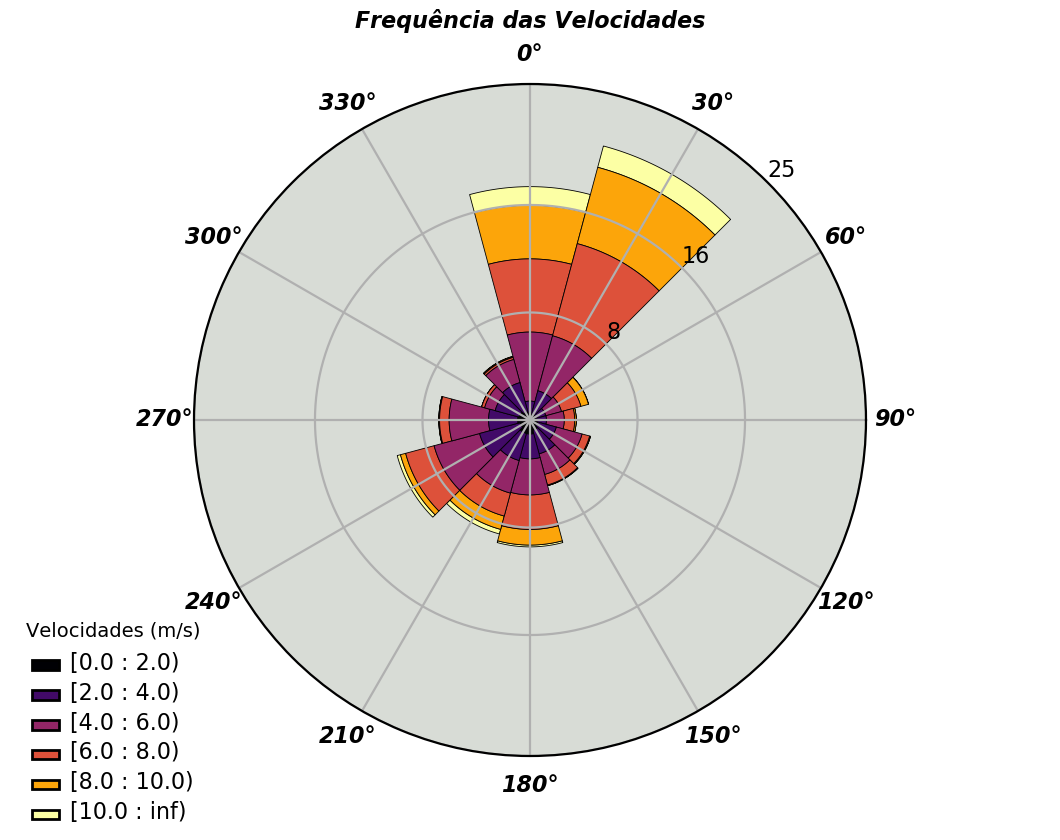 Frequência das Velocidades
0°
330°
30°
25
300°
60°
16
8
270°
90°
240°
120°
210°
150°
180°
Velocidades (m/s)
[0.0 : 2.0)
[2.0 : 4.0)
[4.0 : 6.0)
[6.0 : 8.0)
[8.0 : 10.0)
[10.0 : inf)